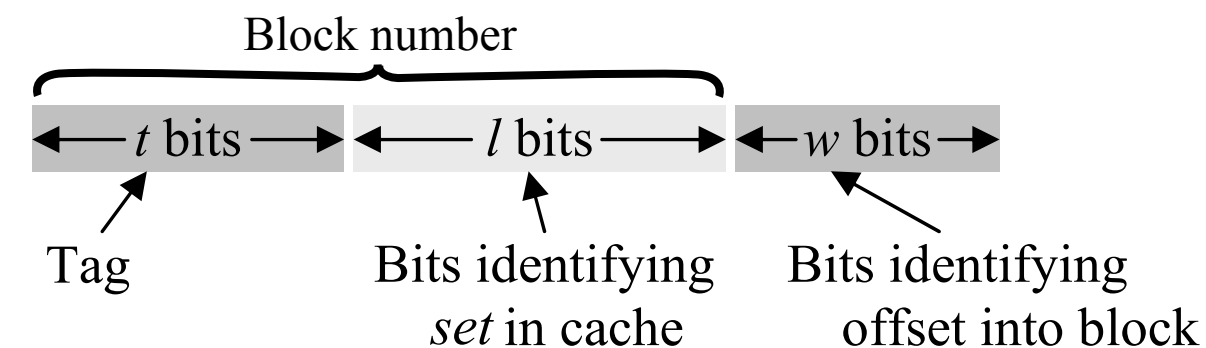 Block number
t bits
l bits
w bits
Tag
Bits identifying
set in cache
Bits identifying
offset into block